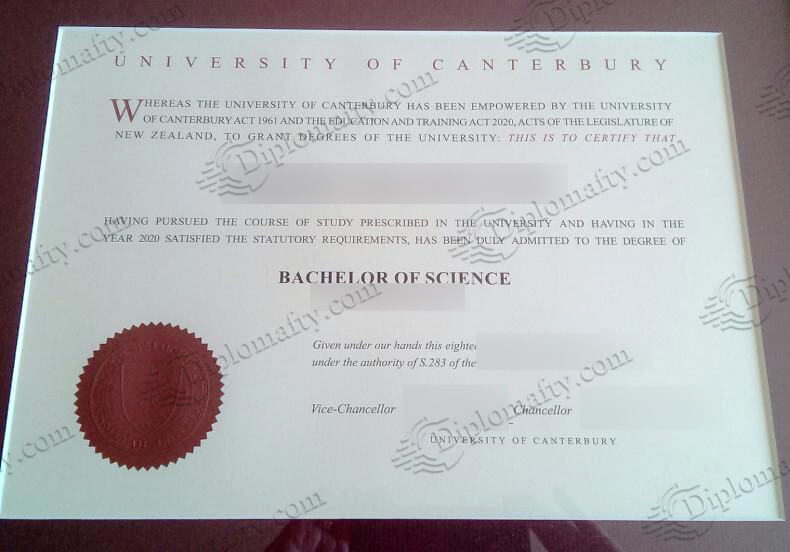 UNIVERSITY OF CANTERBURY
WHEREAS THE UNIVERSITY OF CANTERBURY HAS BEEN EMPOWERED BY THE UNIVERSITY
OF CANTERBURY ACT 1961 AND THE EDUCATION AND TRAINING ACT 2020, ACTS OF THE LEGISLATURE OF
NEW ZEALAND, TO GRANT DEGREES OF THE UNIVERSITY: THIS IS TO CERTIFY THAT
HAVING PURSUED THE COURSE OF STUDY PRESCRIBED IN THE UNIVERSITY AND HAVING IN THE
YEAR 2020 SATISFIED THE STATUTORY REQUIREMENTS, HAS BEEN DULY ADMITTED TO THE DEGREE OF
BACHELOR OF SCIENCE
Given under our hands this
under the authority of S.283 of the
Vice-Chancellor Chancellor
UNIVERSITY OF CANTERBURY
Diplomafty.com
Diplomafty.com
Diplomafty.com
Diplomafty.com
Diplomafty.com